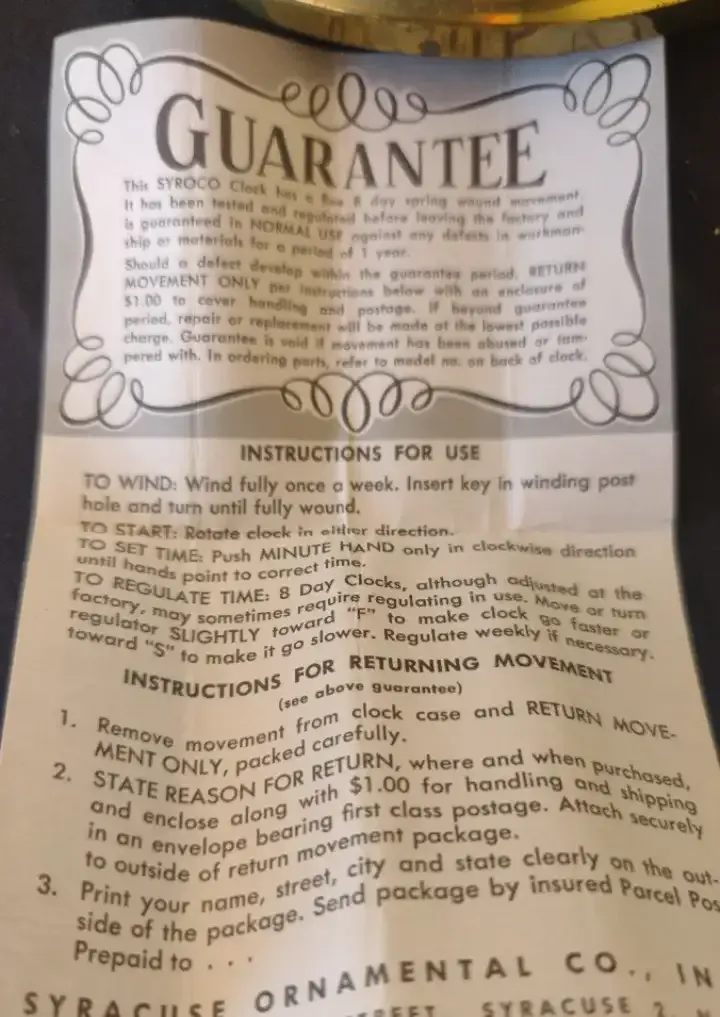 GUARANTEE
This SYROCO Clock has a fine 8 day spring wound movement.
It has been tested and regulated before leaving the factory and
is guaranteed in NORMAL USE against any defects in workman-
ship or materials for a period of 1 year.
Should a defect develop within the guarantee period, RETURN
MOVEMENT ONLY per instructions below with an enclosure of
$1.00 to cover handling and postage. If beyond guarantee
period, repair or replacement will be made at the lowest possible
charge. Guarantee is void if movement has been abused or tam-
pered with. In ordering parts, refer to model no. on back of clock.
INSTRUCTIONS FOR USE
TO WIND: Wind fully once a week. Insert key in winding post
hole and turn until fully wound.
TO START: Rotate clock in either direction.
TO SET TIME: Push MINUTE HAND only in clockwise direction
until hands point to correct time.
TO REGULATE TIME: 8 Day Clocks, although adjusted at the
factory, may sometimes require regulating in use. Move or turn
regulator SLIGHTLY toward "F" to make clock go faster or
toward "S" to make it go slower. Regulate weekly if necessary.
INSTRUCTIONS FOR RETURNING MOVEMENT
(see above guarantee)
1. Remove movement from clock case and RETURN MOVE-
MENT ONLY, packed carefully.
2. STATE REASON FOR RETURN, where and when purchased,
and enclose along with $1.00 for handling and shipping
in an envelope bearing first class postage. Attach securely
to outside of return movement package.
3. Print your name, street, city and state clearly on the out-
side of the package. Send package by insured Parcel Pos
Prepaid to . . .
SYRACUSE ORNAMENTAL CO., IN
STREET SYRACUSE 2,